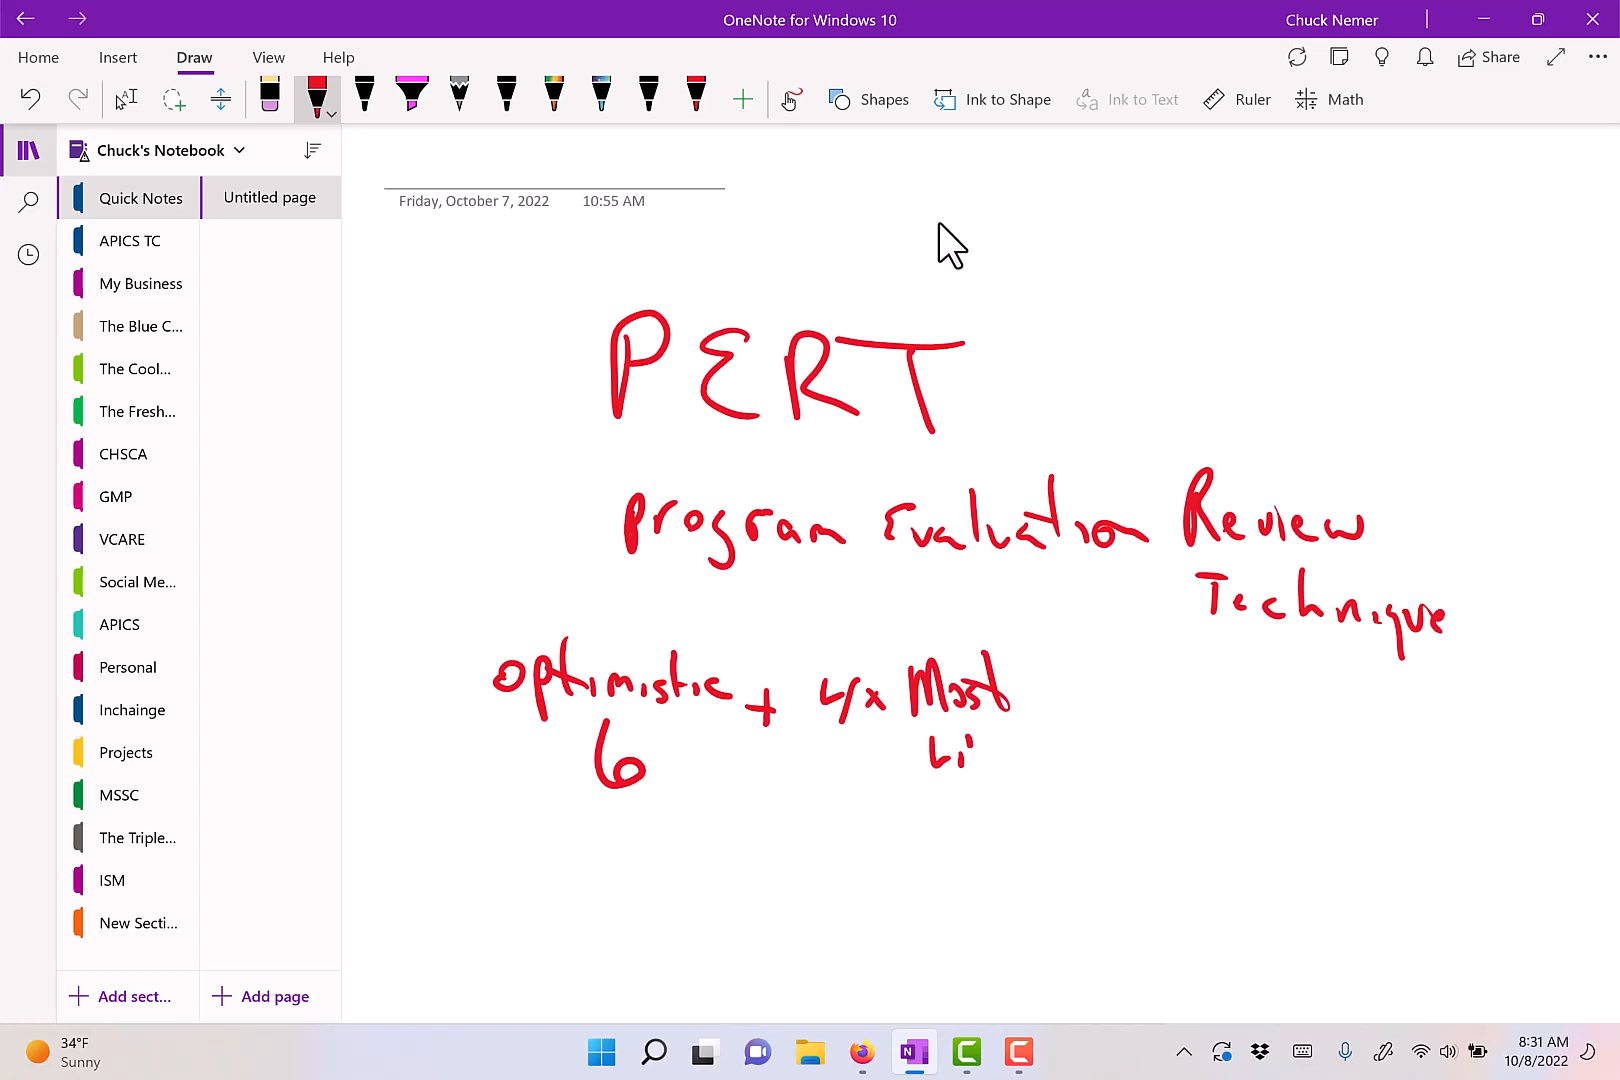 OneNote for Windows 10
Chuck Nemer
Home Insert Draw View Help
Share
Shapes Ink to Shape Ink to Text Ruler Math
Chuck's Notebook
Quick Notes
Untitled page
APICS TC
My Business
The Blue C...
The Cool...
The Fresh...
CHSCA
GMP
VCARE
Social Me...
APICS
Personal
Inchainge
Projects
MSSC
The Triple...
ISM
New Secti...
Add sect...
Add page
Friday, October 7, 2022 10:55 AM
PERT
Program Evaluation Review
Technique
Optimistic + 4x Most
Li
6
34°F
Sunny
8:31 AM
10/8/2022